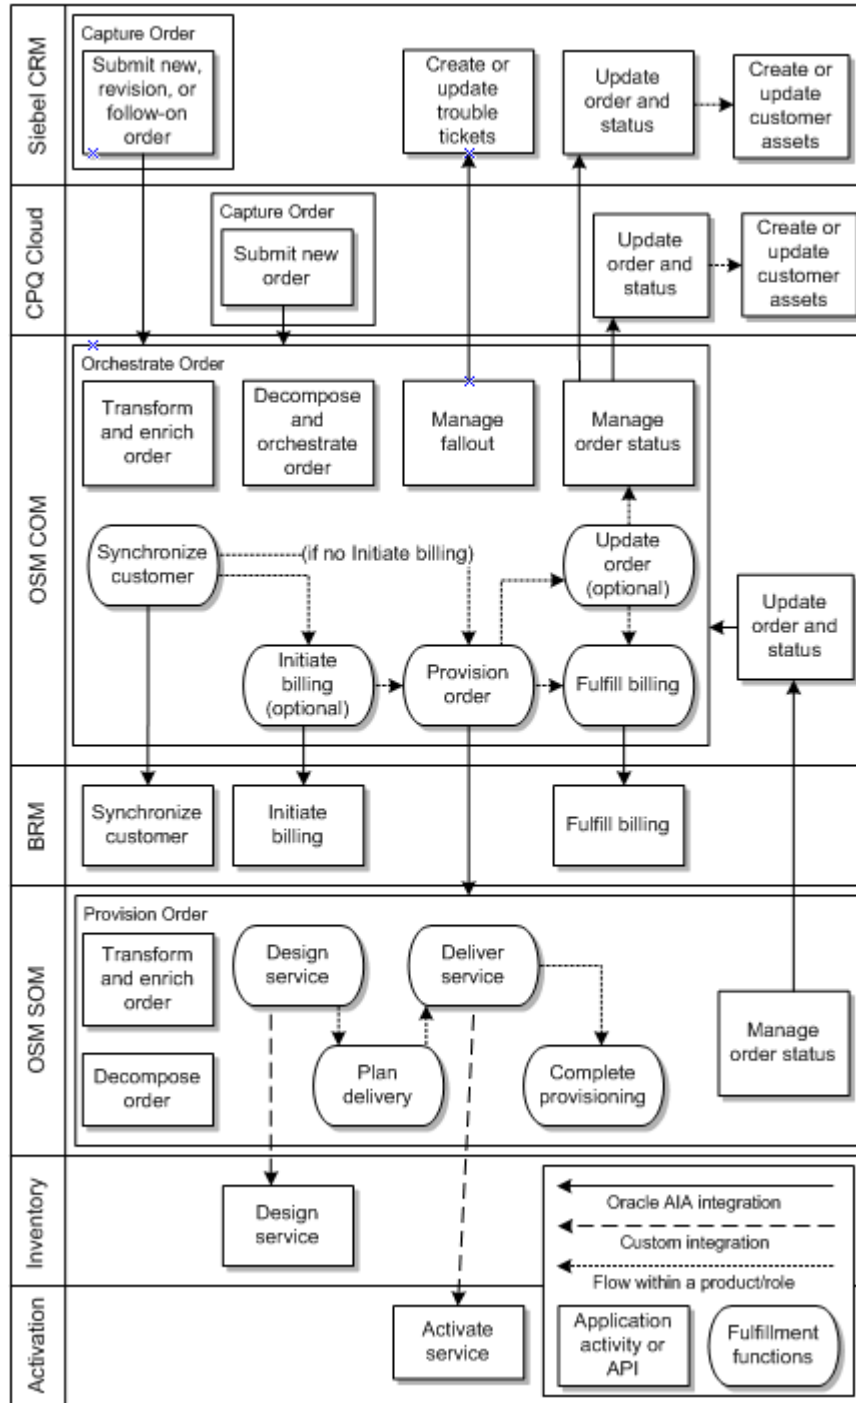 Siebel CRM
Capture Order
Submit new,
revision, or
follow-on
order
Create or
update
trouble
tickets
Update
order and
status
Create or
update
customer
assets
CPQ Cloud
Capture Order
Submit new
order
Update
order and
status
Create or
update
customer
assets
OSM COM
Orchestrate Order
Transform
and enrich
order
Decompose
and
orchestrate
order
Manage
fallout
Manage
order status
Synchronize
customer
(if no Initiate billing)
Update
order
(optional)
Update
order and
status
Initiate
billing
(optional)
Provision
order
Fulfill billing
BRM
Synchronize
customer
Initiate
billing
Fulfill billing
OSM SOM
Provision Order
Transform
and enrich
order
Design
service
Deliver
service
Decompose
order
Plan
delivery
Complete
provisioning
Manage
order status
Inventory
Design
service
Activation
Activate
service
Oracle AIA integration
Custom integration
Flow within a product/role
Application
activity or
API
Fulfillment
functions